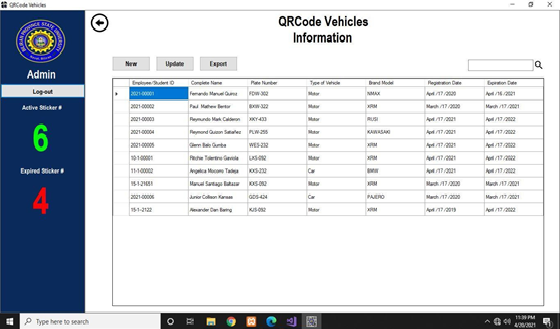 QRCode Vehicles
QRCode Vehicles
Information
Admin
Log-out
Active Sticker #
6
Expired Sticker #
4
New Update Export
Employee/Student ID Complete Name Plate Number Type of Vehicle Brand Model Registration Date Expiration Date
2021-00001 Fernando Manuel Quiroz FDW-302 Motor NMAX April /17 /2020 April /16 /2021
2021-00002 Paul Mathew Bentor BXW-322 Motor XRM March /17 /2020 March /17 /2021
2021-00003 Reymundo Mark Calderon XKY-433 Motor RUSI April /17 /2021 April /17 /2022
2021-00004 Reymond Quizon Satiañez PLW-255 Motor KAWASAKI April /17 /2021 April /17 /2022
2021-00005 Glenn Balo Gumba WES-232 Motor XRM April /17 /2021 April /17 /2022
10-1-00001 Ritchie Tolentino Gaviola LXS-092 Motor XRM April /17 /2021 April /17 /2022
11-1-00002 Angelica Mocorro Tadeja KXS-232 Car BMW April /17 /2021 April /17 /2022
15-1-21651 Manuel Santiago Baltazar KXS-092 Motor XRM March /17 /2020 March /17 /2021
2021-00006 Junior Collison Kansas GDS-424 Car PAJERO March /17 /2020 March /17 /2021
15-1-2122 Alexander Dan Baring KJS-092 Motor XRM April /17 /2019 April /17 /2022
Type here to search
11:39 PM
4/20/2021